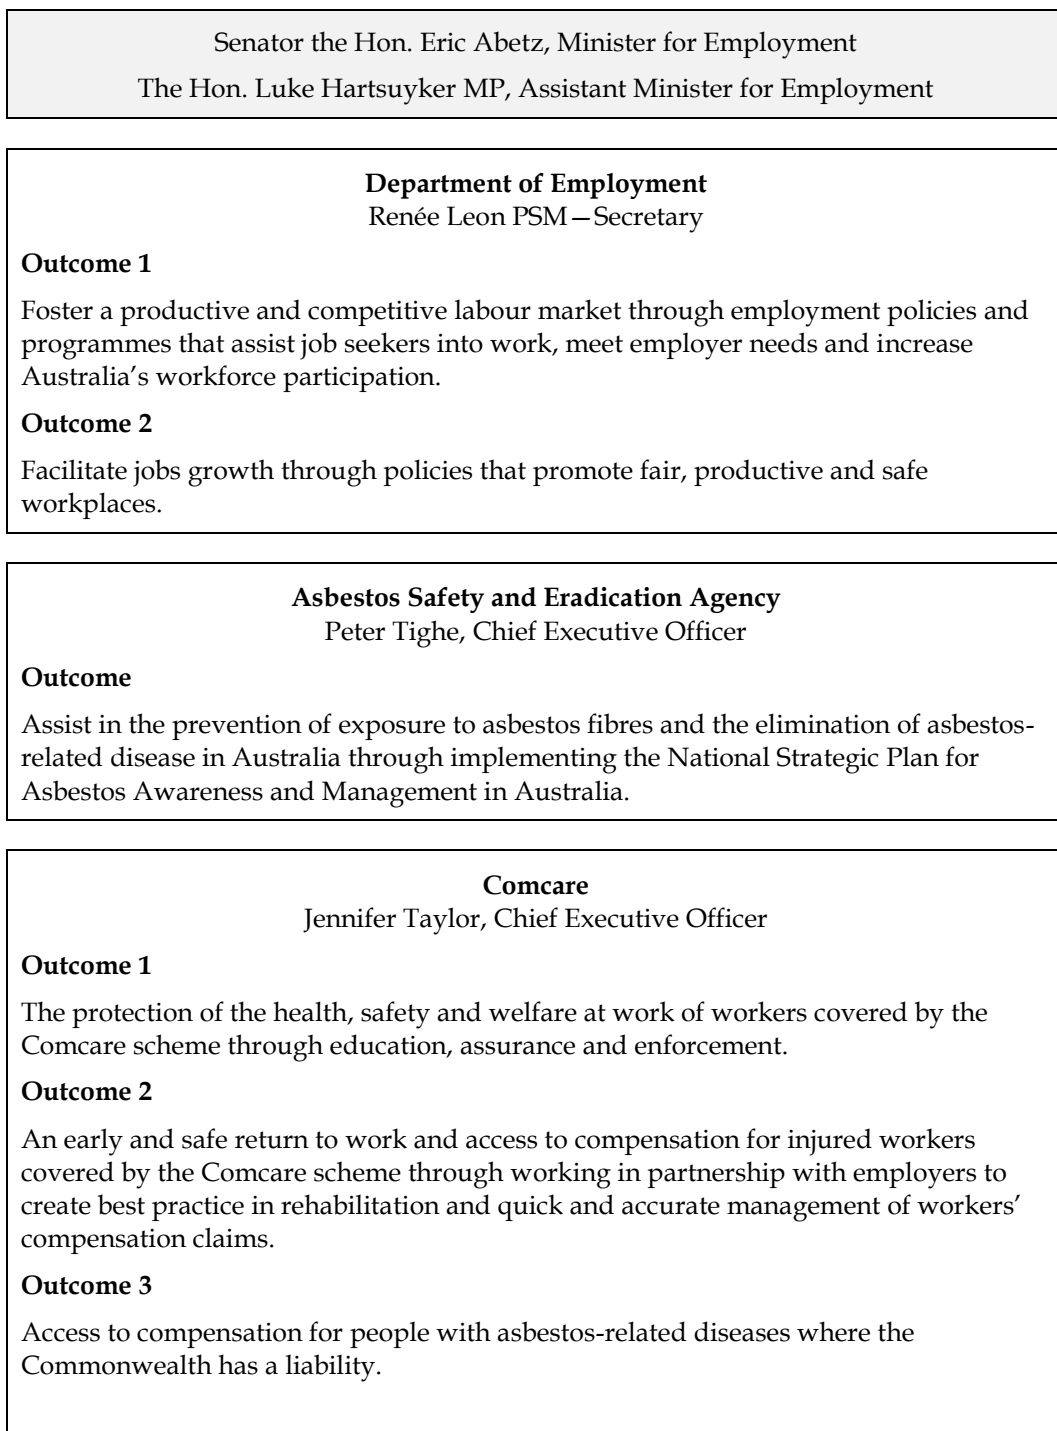 Senator the Hon. Eric Abetz, Minister for Employment
The Hon. Luke Hartsuyker MP, Assistant Minister for Employment
Department of Employment
Renée Leon PSM—Secretary
Outcome 1
Foster a productive and competitive labour market through employment policies and
programmes that assist job seekers into work, meet employer needs and increase
Australia’s workforce participation.
Outcome 2
Facilitate jobs growth through policies that promote fair, productive and safe
workplaces.
Asbestos Safety and Eradication Agency
Peter Tighe, Chief Executive Officer
Outcome
Assist in the prevention of exposure to asbestos fibres and the elimination of asbestos-
related disease in Australia through implementing the National Strategic Plan for
Asbestos Awareness and Management in Australia.
Comcare
Jennifer Taylor, Chief Executive Officer
Outcome 1
The protection of the health, safety and welfare at work of workers covered by the
Comcare scheme through education, assurance and enforcement.
Outcome 2
An early and safe return to work and access to compensation for injured workers
covered by the Comcare scheme through working in partnership with employers to
create best practice in rehabilitation and quick and accurate management of workers’
compensation claims.
Outcome 3
Access to compensation for people with asbestos-related diseases where the
Commonwealth has a liability.